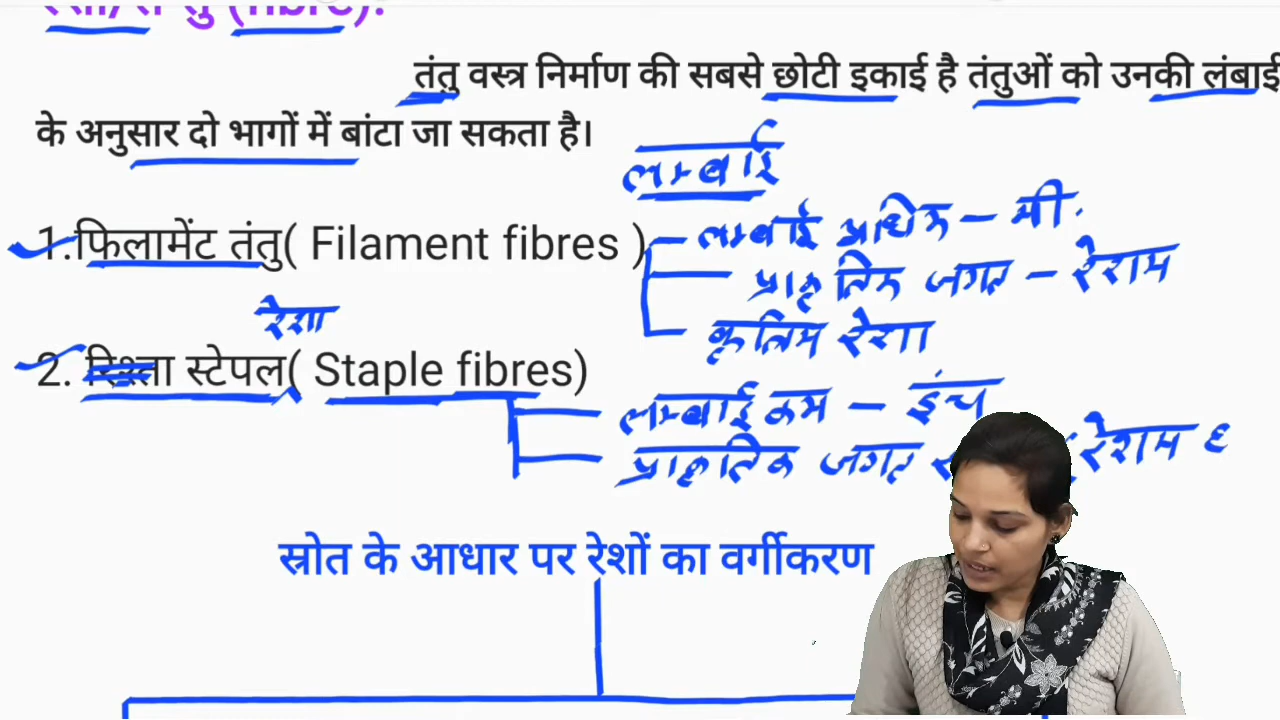 (fibre):
तंतु वस्त्र निर्माण की सबसे छोटी इकाई है तंतुओं को उनकी लंबाई
के अनुसार दो भागों में बांटा जा सकता है।
लम्बाई
1.फिलामेंट तंतु( Filament fibres )
लम्बाई अधिक – मी.
प्राकृतिक जगत – रेशम
कृत्रिम रेशा
रेशा
2. स्टेपल( Staple fibres)
लम्बाई कम – इंच
प्राकृतिक जगत रेशम
स्रोत के आधार पर रेशों का वर्गीकरण